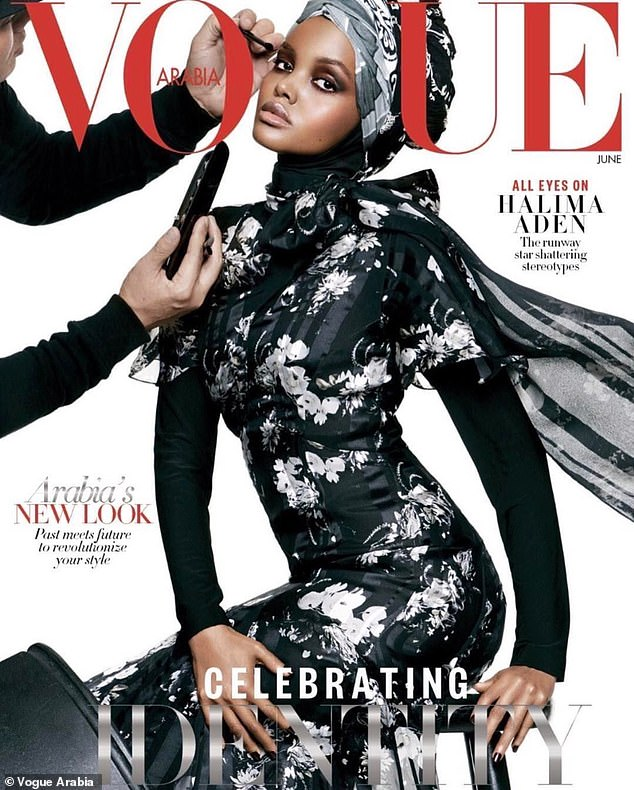 VOGUE
ARABIA
JUNE
ALL EYES ON
HALIMA
ADEN
The runway
star shattering
stereotypes
Arabia's
NEW LOOK
Past meets future
to revolutionize
your style
CELEBRATING
IDENTITY
© Vogue Arabia